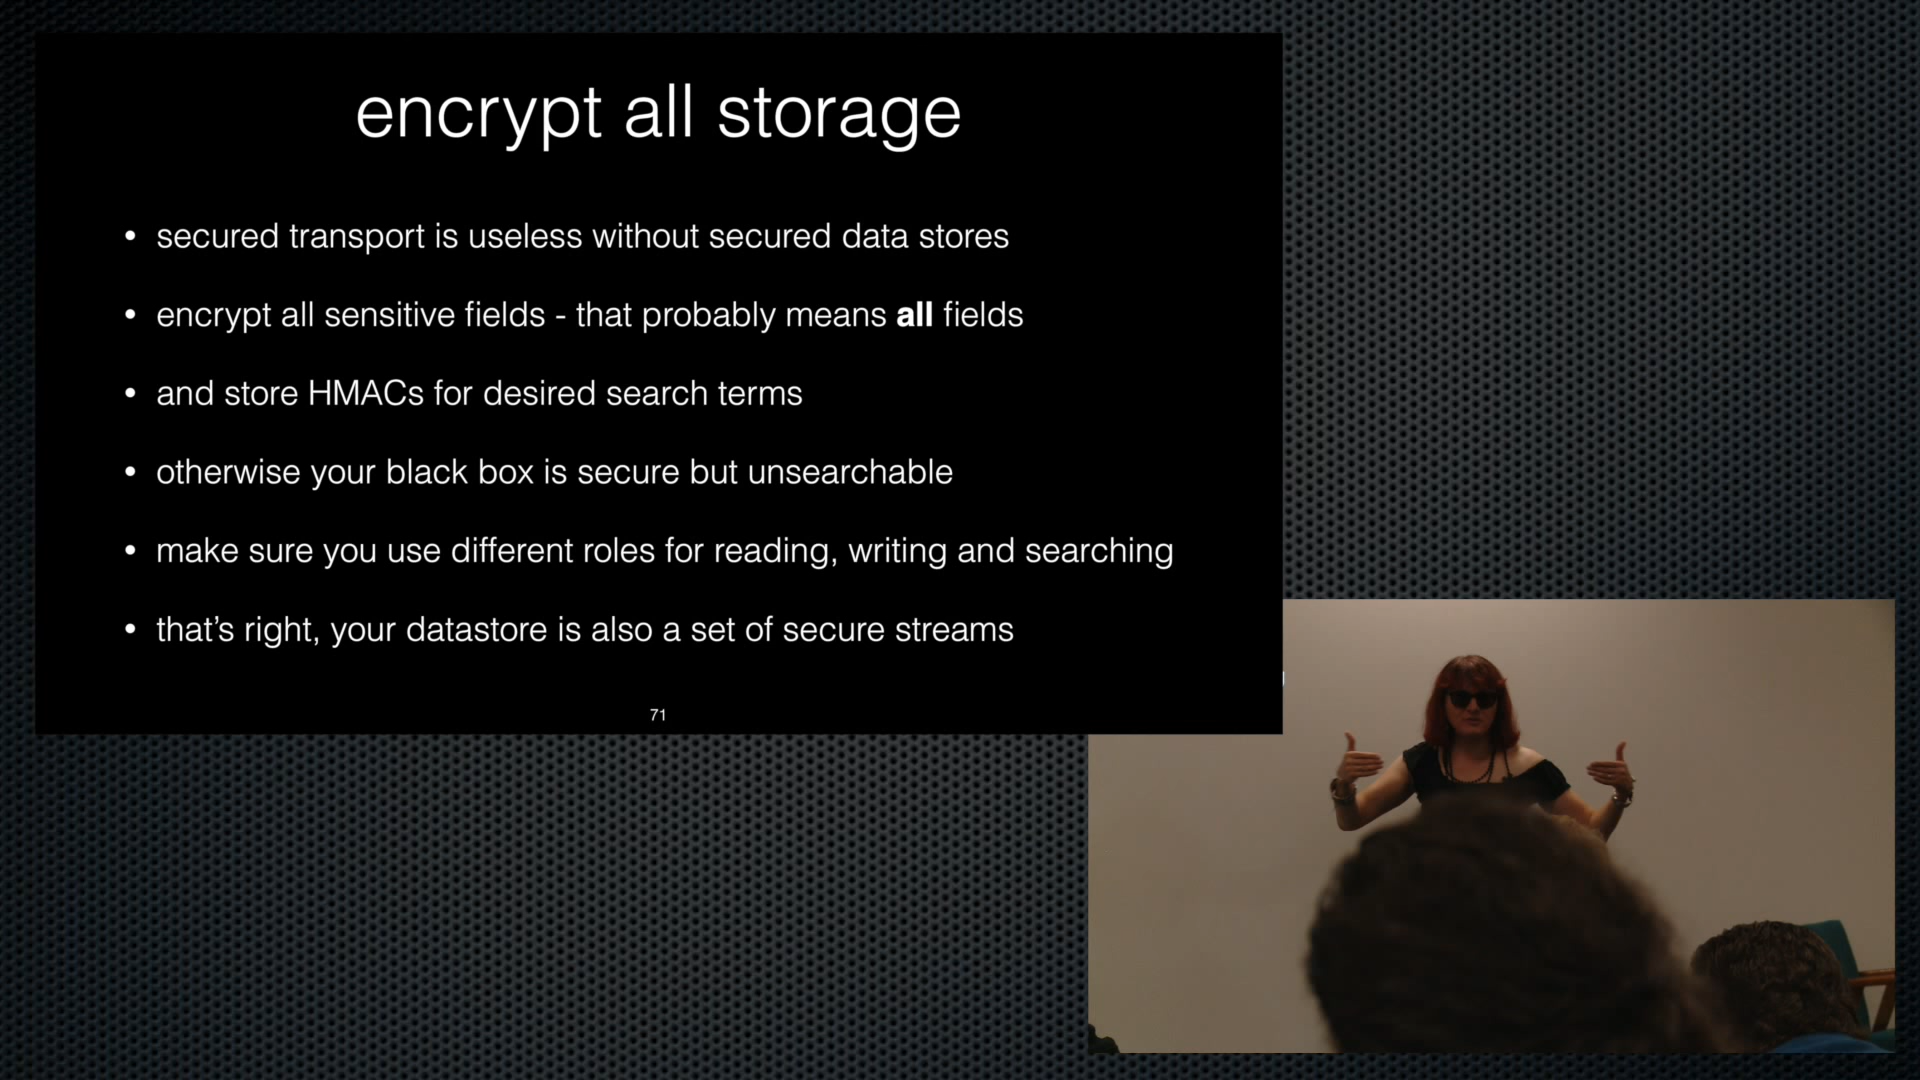 encrypt all storage
• secured transport is useless without secured data stores
• encrypt all sensitive fields - that probably means all fields
• and store HMACs for desired search terms
• otherwise your black box is secure but unsearchable
• make sure you use different roles for reading, writing and searching
• that’s right, your datastore is also a set of secure streams
71